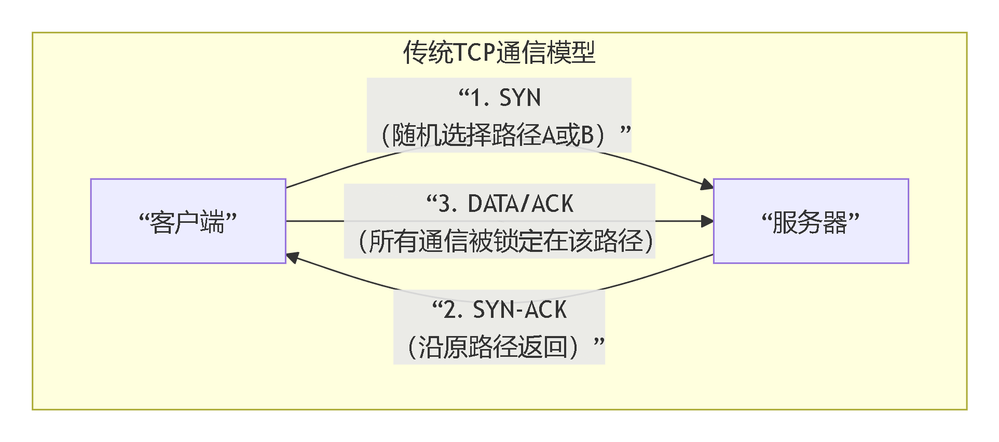 传统TCP通信模型
“1. SYN
（随机选择路径A或B）”
“3. DATA/ACK
（所有通信被锁定在该路径）
“客户端”
“服务器”
“2. SYN-ACK
（沿原路径返回）”